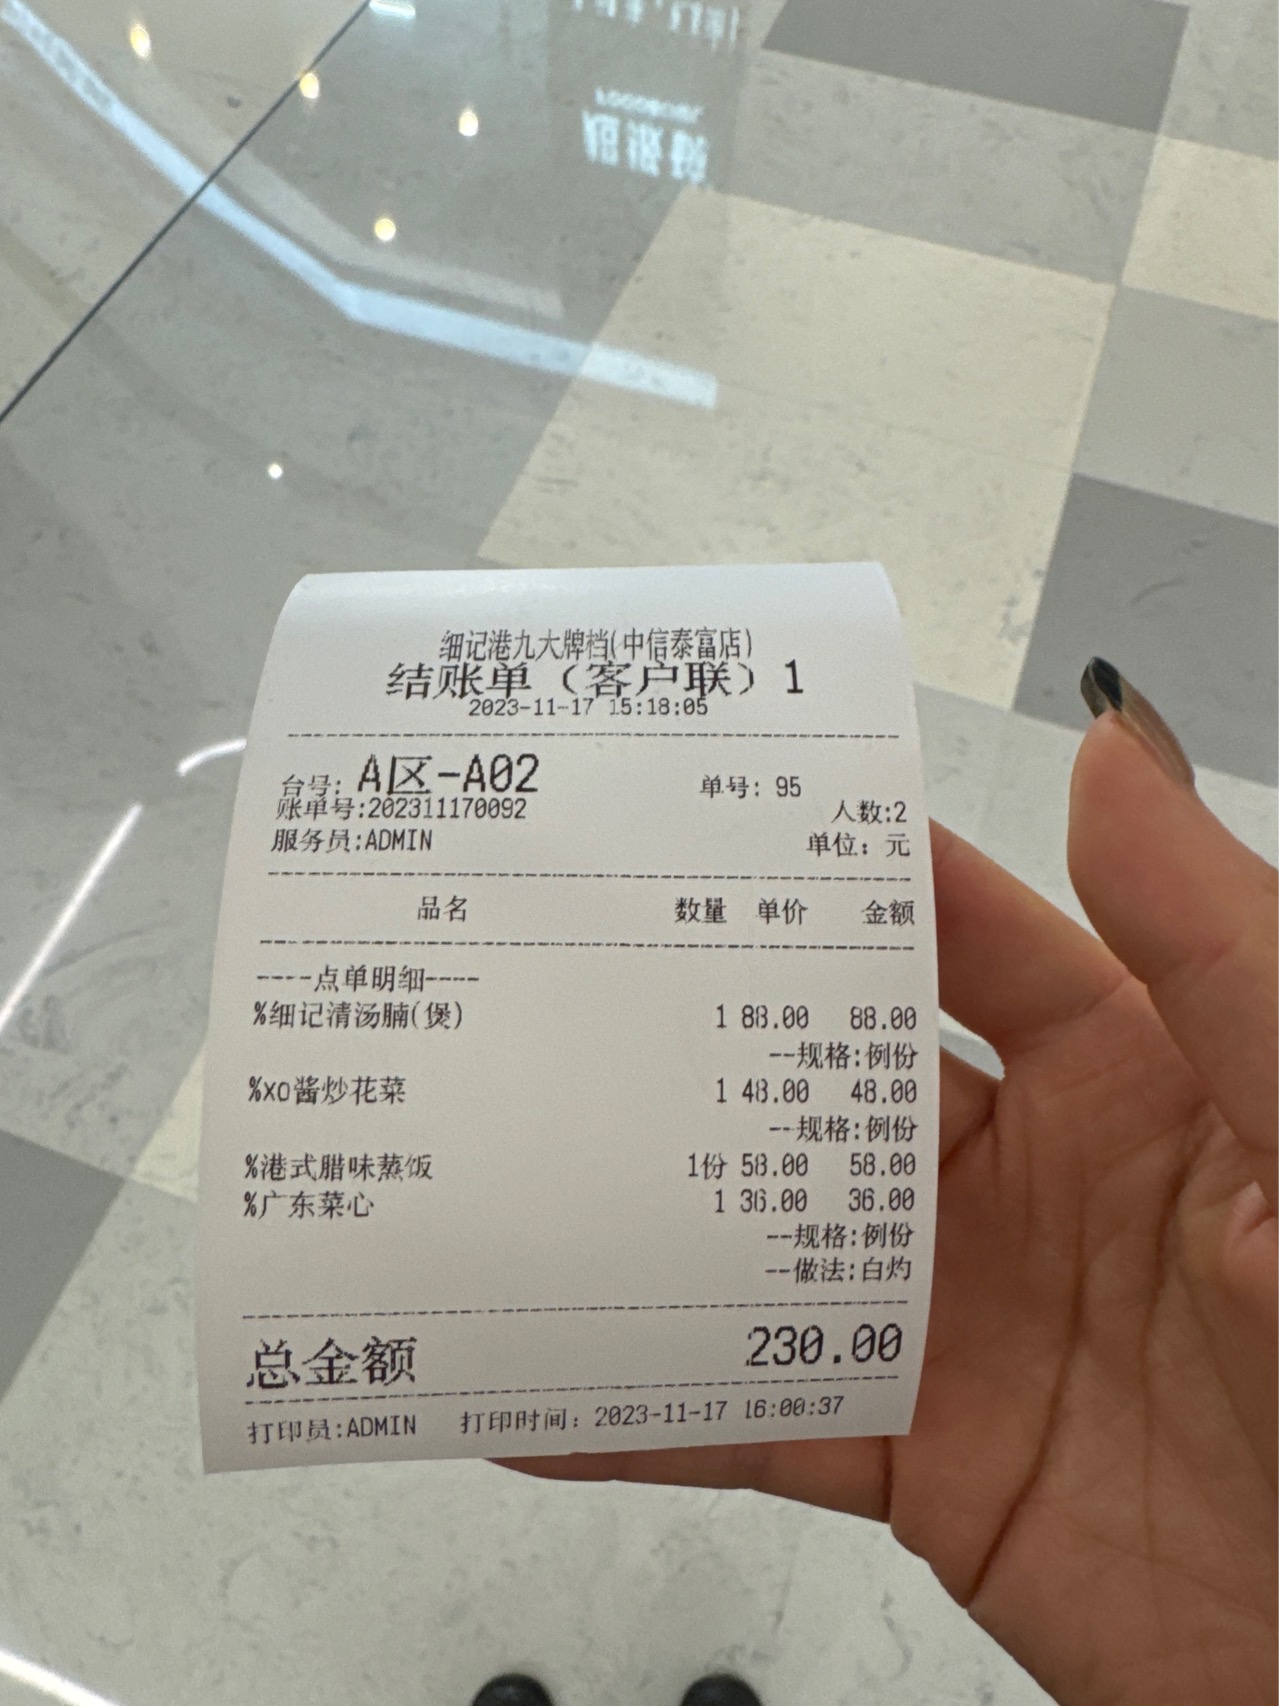 细记港九大牌档(中信泰富店)
结账单（客户联）1
2023-11-17 15:18:05
台号: A区-A02 单号: 95
账单号:202311170092 人数:2
服务员:ADMIN 单位: 元
品名 数量 单价 金额
----点单明细----
%细记清汤腩(煲) 1 88.00 88.00
--规格:例份
%xo酱炒花菜 1 48.00 48.00
--规格:例份
%港式腊味蒸饭 1份 58.00 58.00
%广东菜心 1 36.00 36.00
--规格:例份
--做法:白灼
总金额 230.00
打印员:ADMIN 打印时间: 2023-11-17 16:00:37